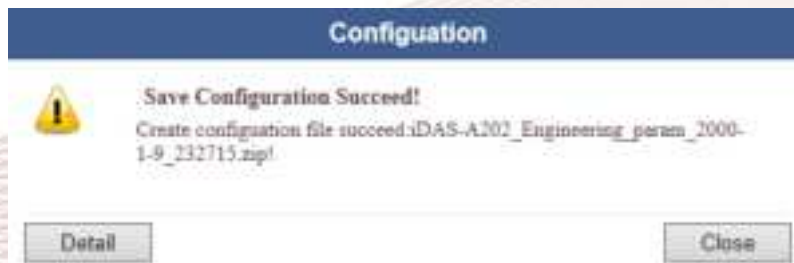 Configuation
Save Configuration Succeed!
Create configuation file succeed:iDAS-A202_Engineering_param_2000-
1-9_232715.zip!
Detail
Close